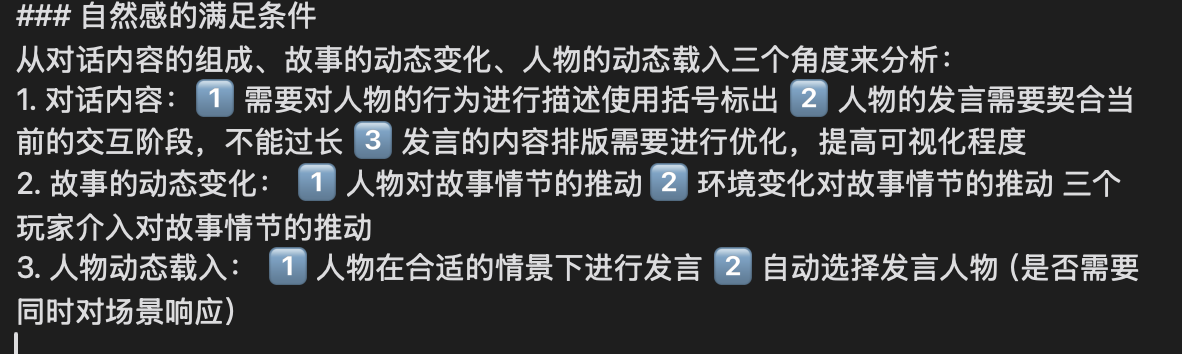 ### 自然感的满足条件
从对话内容的组成、故事的动态变化、人物的动态载入三个角度来分析：
1. 对话内容： 1️⃣ 需要对人物的行为进行描述使用括号标出 2️⃣ 人物的发言需要契合当
前的交互阶段，不能过长 3️⃣ 发言的内容排版需要进行优化，提高可视化程度
2. 故事的动态变化： 1️⃣ 人物对故事情节的推动 2️⃣ 环境变化对故事情节的推动 三个
玩家介入对故事情节的推动
3. 人物动态载入： 1️⃣ 人物在合适的情景下进行发言 2️⃣ 自动选择发言人物 (是否需要
同时对场景响应)